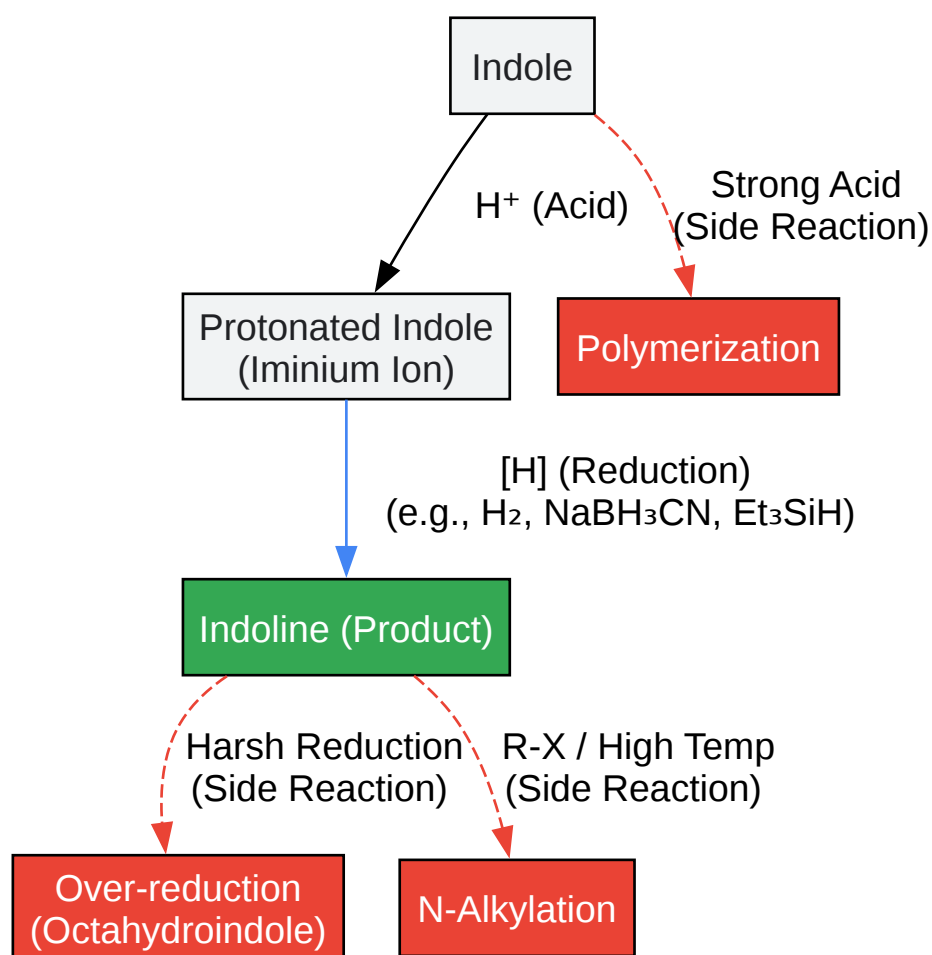 Indole
H⁺ (Acid)
Strong Acid
(Side Reaction)
Protonated Indole
(Iminium Ion)
Polymerization
[H] (Reduction)
(e.g., H₂, NaBH₃CN, Et₃SiH)
Indoline (Product)
Harsh Reduction
(Side Reaction)
R-X / High Temp
(Side Reaction)
Over-reduction
(Octahydroindole)
N-Alkylation